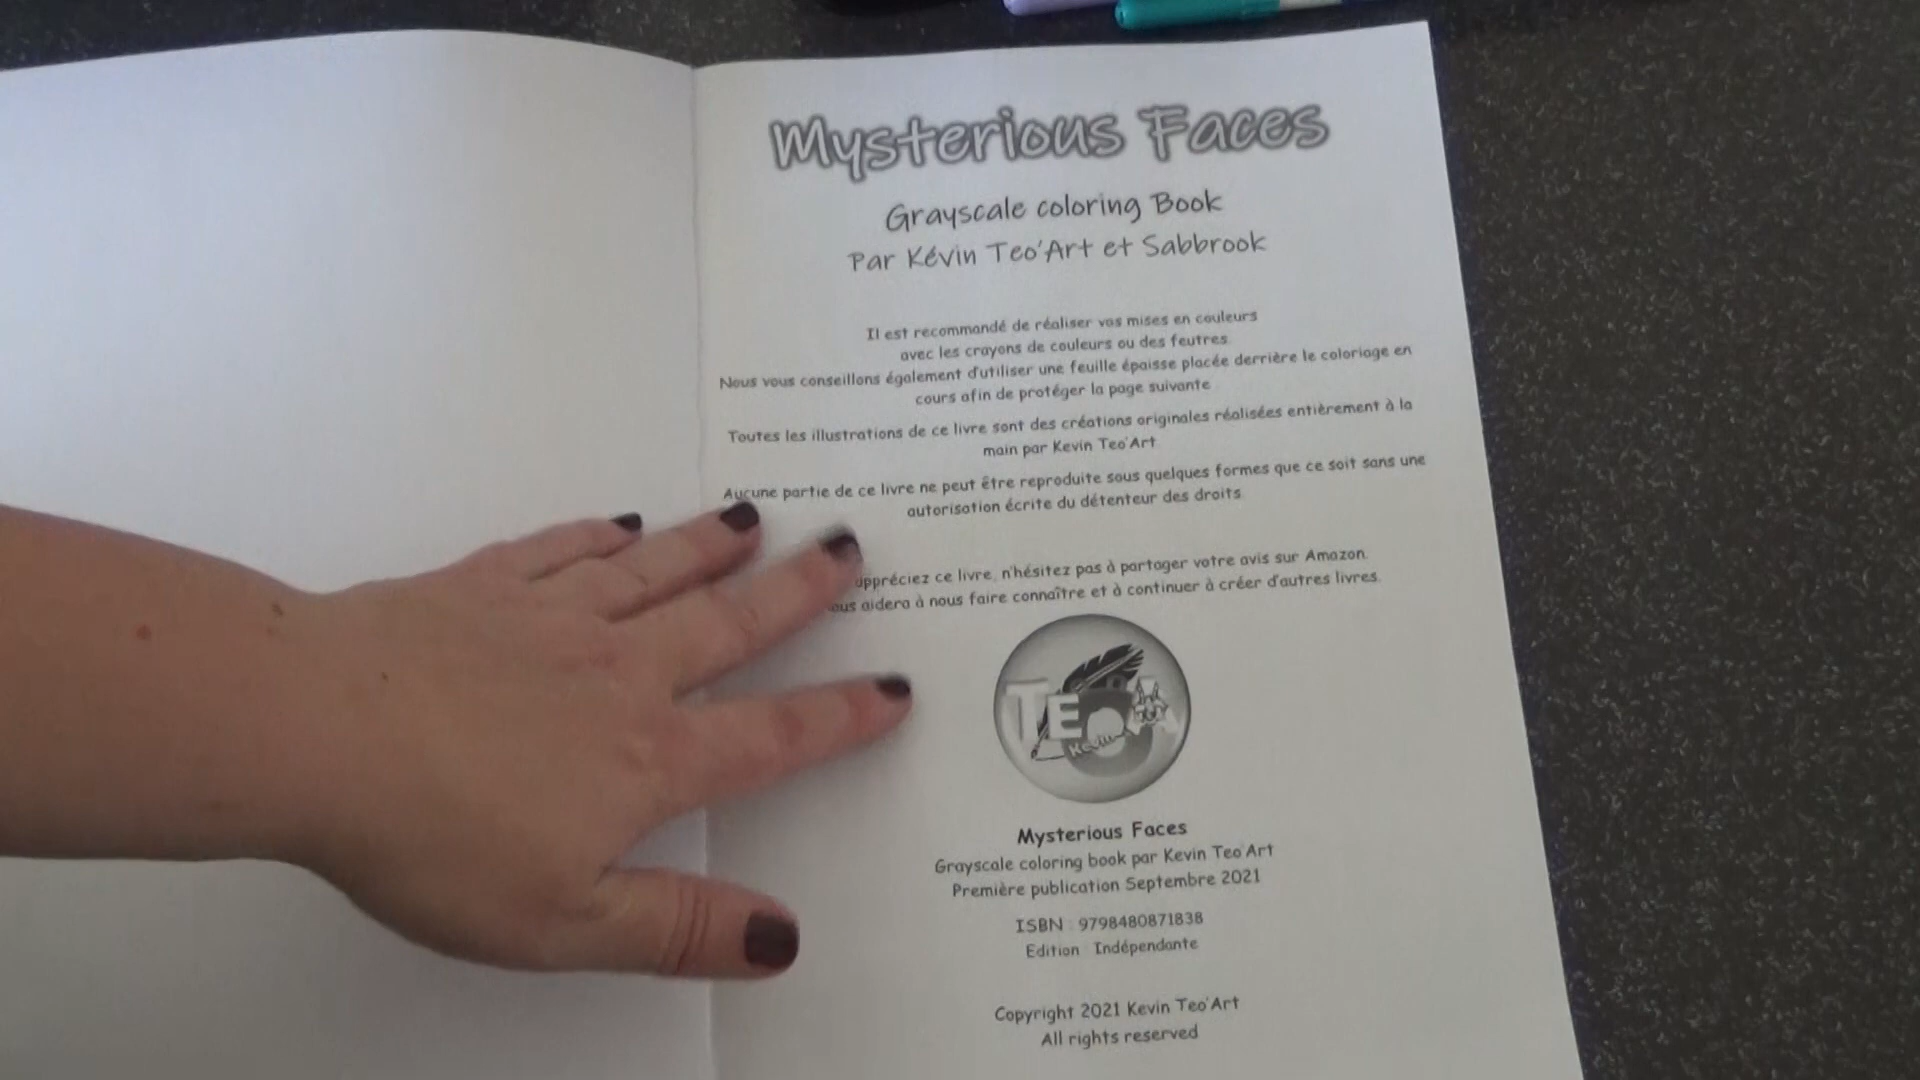 Mysterious Faces
Grayscale coloring Book
Par Kévin Teo'Art et Sabbrook
Il est recommandé de réaliser vos mises en couleurs
avec les crayons de couleurs ou des feutres.
Nous vous conseillons également d'utiliser une feuille épaisse placée derrière le coloriage en
cours afin de protéger la page suivante
Toutes les illustrations de ce livre sont des créations originales réalisées entièrement à la
main par Kevin Teo'Art.
Aucune partie de ce livre ne peut être reproduite sous quelques formes que ce soit sans une
autorisation écrite du détenteur des droits.
appréciez ce livre, n'hésitez pas à partager votre avis sur Amazon.
aidera à nous faire connaître et à continuer à créer d'autres livres.
TEO
Kevin
Mysterious Faces
Grayscale coloring book par Kevin Teo'Art
Première publication Septembre 2021
ISBN : 9798480871838
Edition : Indépendante
Copyright 2021 Kevin Teo'Art
All rights reserved